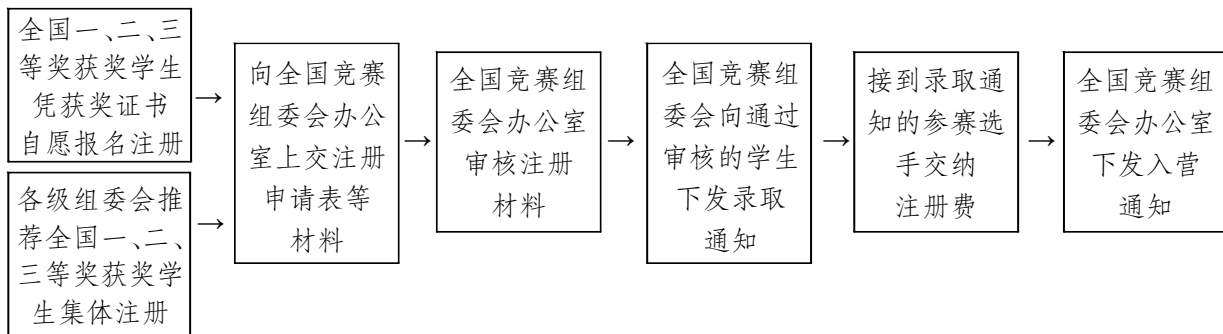 全国一、二、三
等奖获奖学生
凭获奖证书
自愿报名注册
各级组委会推
荐全国一、二、
三等奖获奖学
生集体注册
→
→
向全国竞赛
组委会办公
室上交注册
申请表等
材料
→
全国竞赛组
委会办公室
审核注册
材料
→
全国竞赛组
委会向通过
审核的学生
下发录取
通知
→
接到录取通
知的参赛选
手交纳
注册费
→
全国竞赛组
委会办公室
下发入营
通知